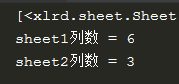 [<xlrd.sheet.Sheet
sheet1列数 = 6
sheet2列数 = 3